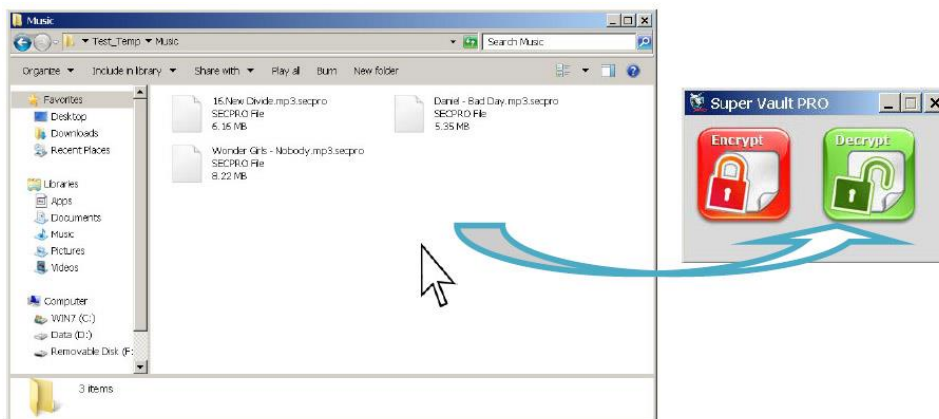 Music
Test_Temp Music
Search Music
Organize Include in library Share with Play all Burn New folder
Favorites
Desktop
Downloads
Recent Places
Libraries
Apps
Documents
Music
Pictures
Videos
Computer
WIN7 (C:)
Data (D:)
Removable Disk (F:
16.New Divide.mp3.secpro
SECPRO File
6.16 MB
Daniel - Bad Day.mp3.secpro
SECPRO File
5.35 MB
Wonder Girls - Nobody.mp3.secpro
SECPRO File
8.22 MB
3 items
Super Vault PRO
Encrypt
Decrypt